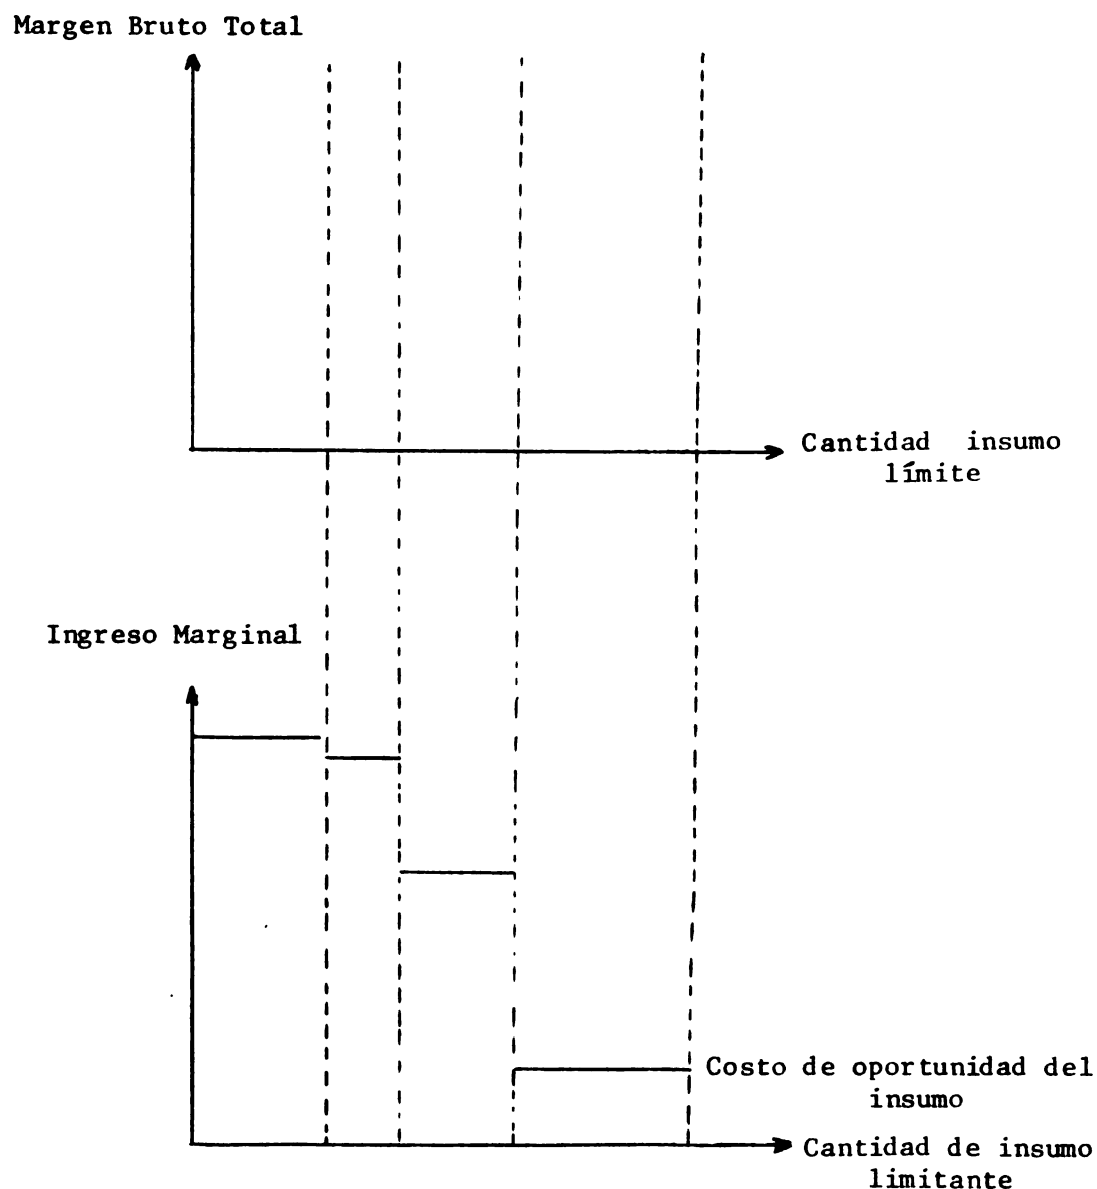 Margen Bruto Total
Cantidad insumo
límite
Ingreso Marginal
Costo de oportunidad del
insumo
Cantidad de insumo
limitante